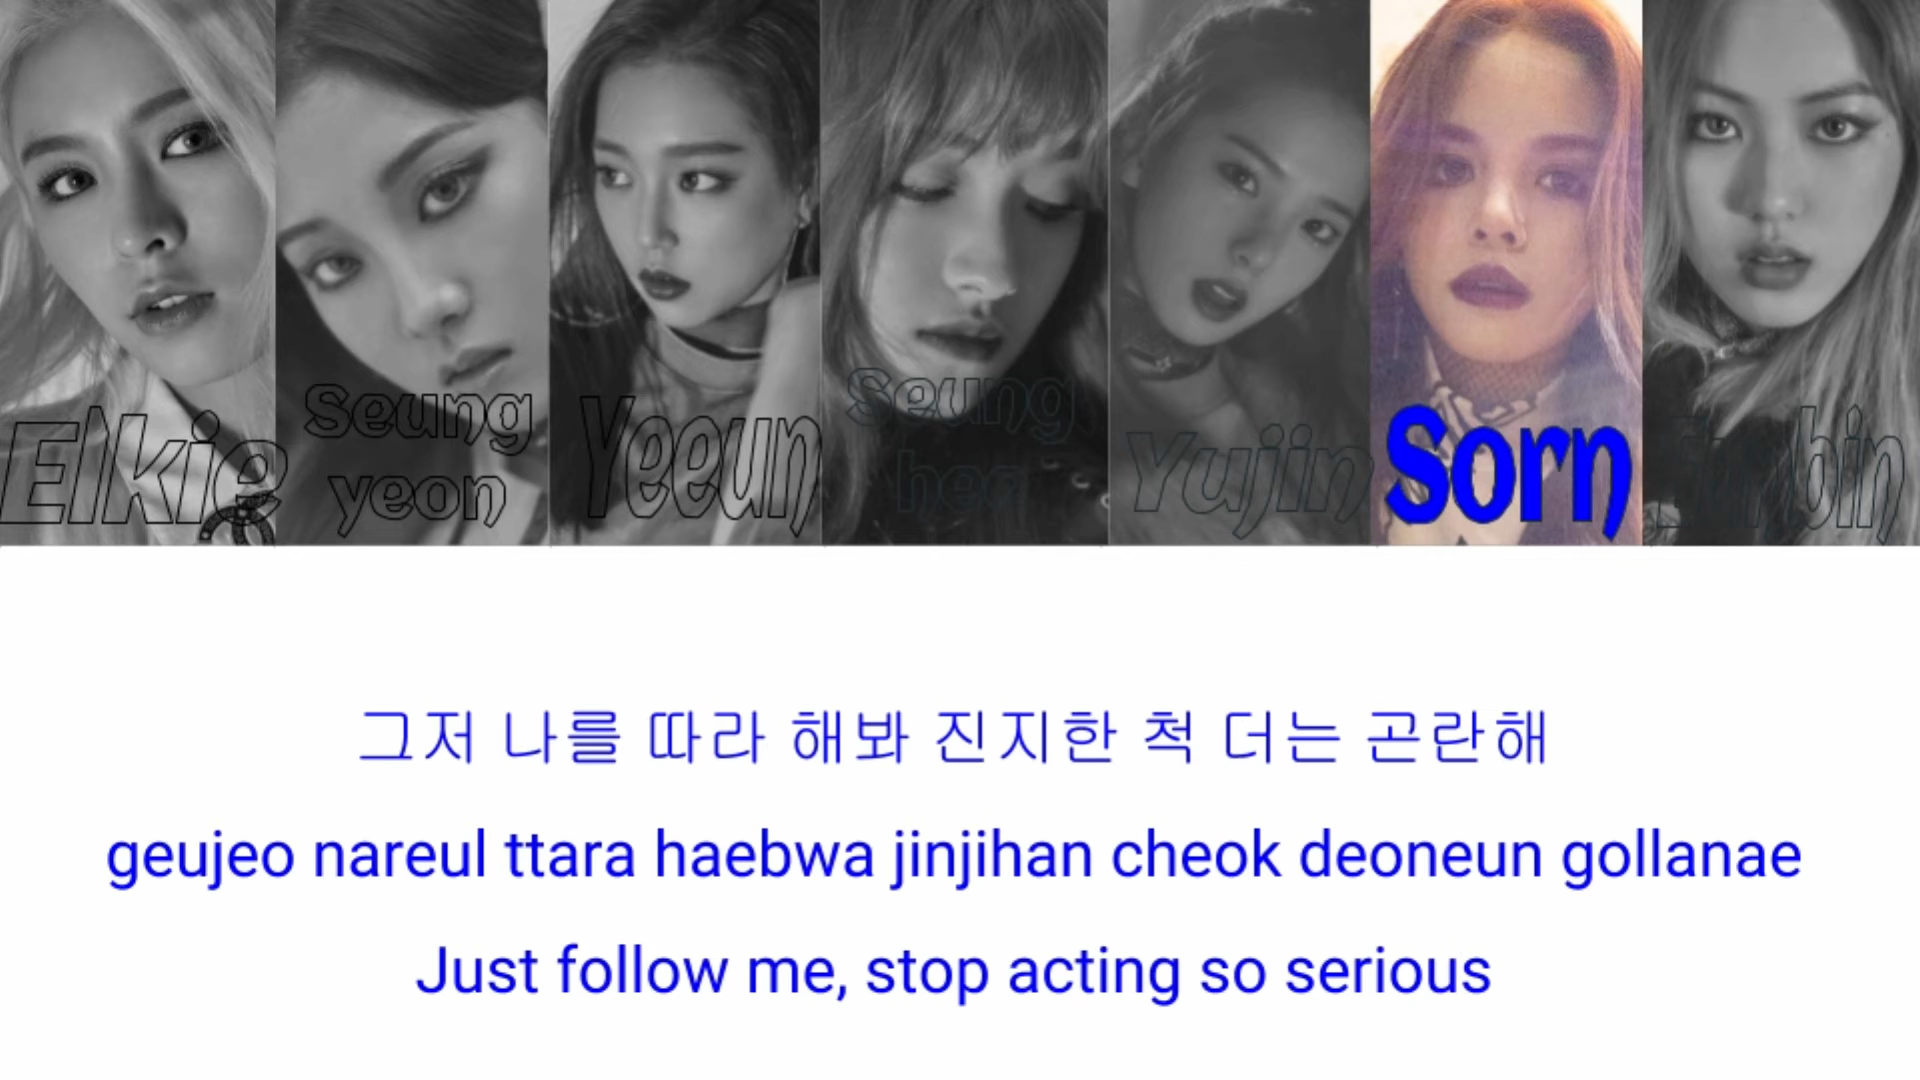 Elkie
Seung
yeon
Yeeun
Seung
hee
Yujin
Sorn
Eunbin
그저 나를 따라 해봐 진지한 척 더는 곤란해
geujeo nareul ttara haebwa jinjihan cheok deoneun gollanae
Just follow me, stop acting so serious